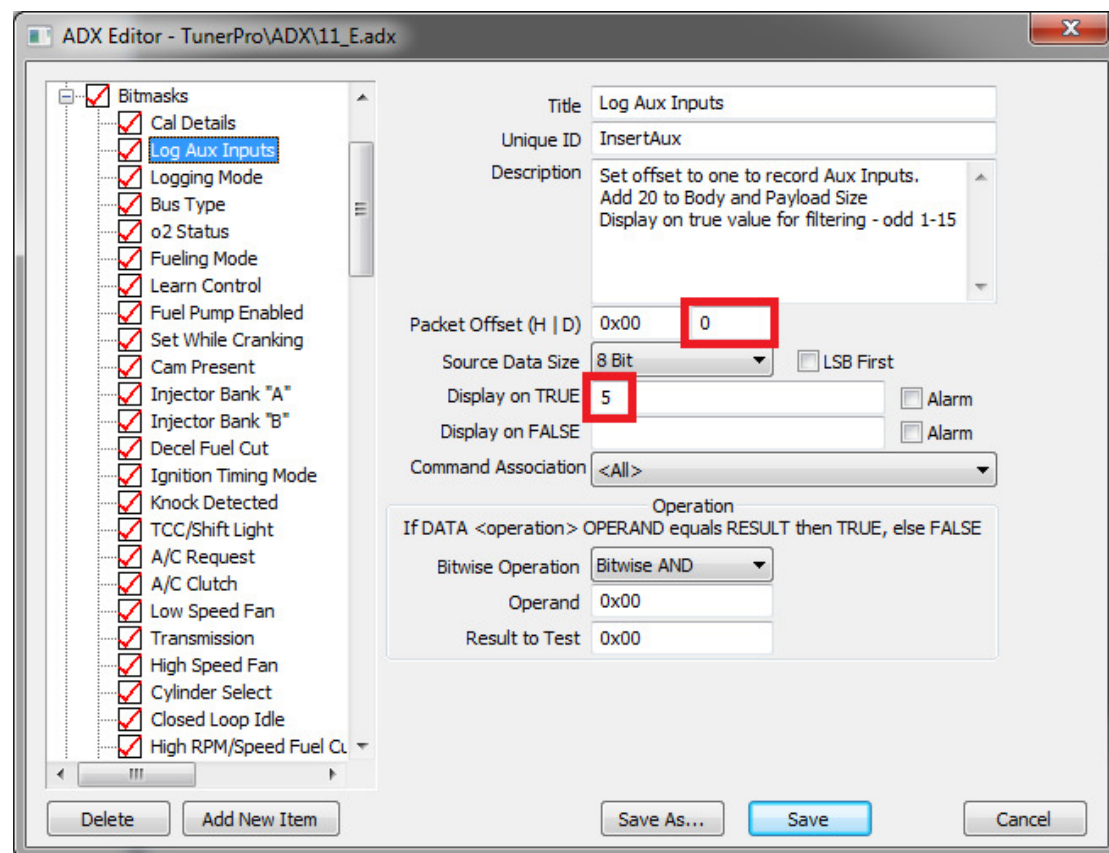 ADX Editor - TunerPro\ADX\11_E.adx
x
Bitmasks
Cal Details
Log Aux Inputs
Logging Mode
Bus Type
o2 Status
Fueling Mode
Learn Control
Fuel Pump Enabled
Set While Cranking
Cam Present
Injector Bank "A"
Injector Bank "B"
Decel Fuel Cut
Ignition Timing Mode
Knock Detected
TCC/Shift Light
A/C Request
A/C Clutch
Low Speed Fan
Transmission
High Speed Fan
Cylinder Select
Closed Loop Idle
High RPM/Speed Fuel Cu
Title Log Aux Inputs
Unique ID InsertAux
Description Set offset to one to record Aux Inputs.
Add 20 to Body and Payload Size
Display on true value for filtering - odd 1-15
Packet Offset (H | D) 0x00 0
Source Data Size 8 Bit LSB First
Display on TRUE 5 Alarm
Display on FALSE Alarm
Command Association <All>
Operation
If DATA <operation> OPERAND equals RESULT then TRUE, else FALSE
Bitwise Operation Bitwise AND
Operand 0x00
Result to Test 0x00
Delete Add New Item Save As... Save Cancel